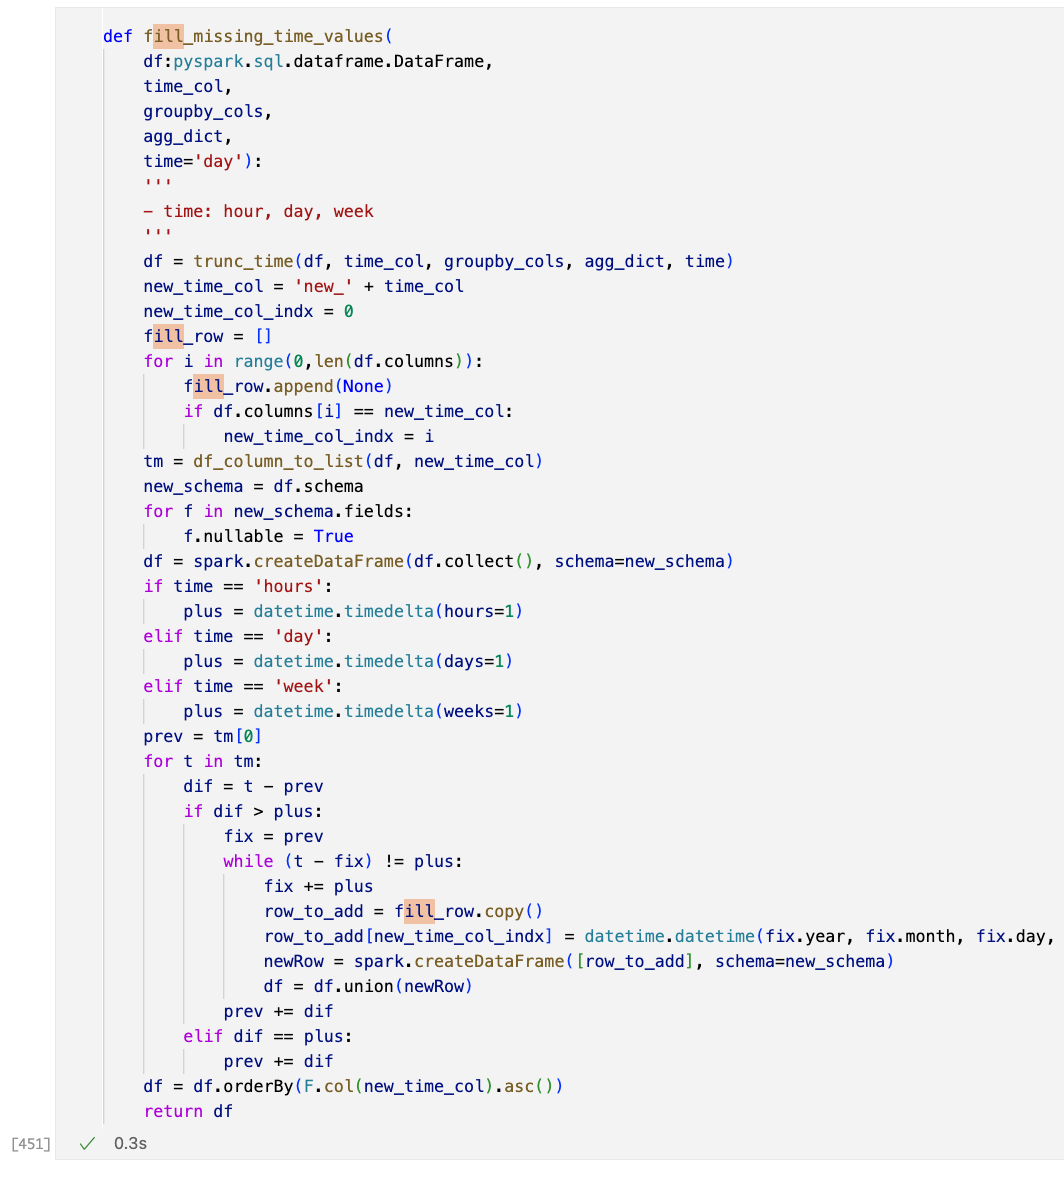 def fill_missing_time_values(
    df:pyspark.sql.dataframe.DataFrame,
    time_col,
    groupby_cols,
    agg_dict,
    time='day'):
    '''
    – time: hour, day, week
    '''
    df = trunc_time(df, time_col, groupby_cols, agg_dict, time)
    new_time_col = 'new_' + time_col
    new_time_col_indx = 0
    fill_row = []
    for i in range(0,len(df.columns)):
        fill_row.append(None)
        if df.columns[i] == new_time_col:
            new_time_col_indx = i
    tm = df_column_to_list(df, new_time_col)
    new_schema = df.schema
    for f in new_schema.fields:
        f.nullable = True
    df = spark.createDataFrame(df.collect(), schema=new_schema)
    if time == 'hours':
        plus = datetime.timedelta(hours=1)
    elif time == 'day':
        plus = datetime.timedelta(days=1)
    elif time == 'week':
        plus = datetime.timedelta(weeks=1)
    prev = tm[0]
    for t in tm:
        dif = t – prev
        if dif > plus:
            fix = prev
            while (t – fix) != plus:
                fix += plus
                row_to_add = fill_row.copy()
                row_to_add[new_time_col_indx] = datetime.datetime(fix.year, fix.month, fix.day,
                newRow = spark.createDataFrame([row_to_add], schema=new_schema)
                df = df.union(newRow)
            prev += dif
        elif dif == plus:
            prev += dif
    df = df.orderBy(F.col(new_time_col).asc())
    return df
[451] ✓ 0.3s